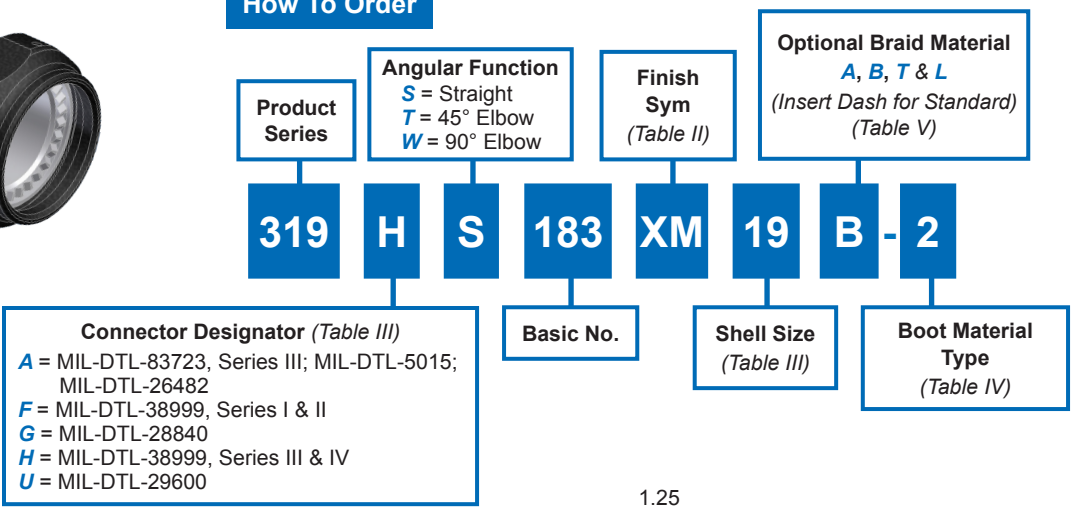 How To Order
Product
Series
Angular Function
S = Straight
T = 45° Elbow
W = 90° Elbow
Finish
Sym
(Table II)
Optional Braid Material
A, B, T & L
(Insert Dash for Standard)
(Table V)
319 H S 183 XM 19 B - 2
Connector Designator (Table III)
A = MIL-DTL-83723, Series III; MIL-DTL-5015;
MIL-DTL-26482
F = MIL-DTL-38999, Series I & II
G = MIL-DTL-28840
H = MIL-DTL-38999, Series III & IV
U = MIL-DTL-29600
Basic No.
Shell Size
(Table III)
Boot Material
Type
(Table IV)
1.25